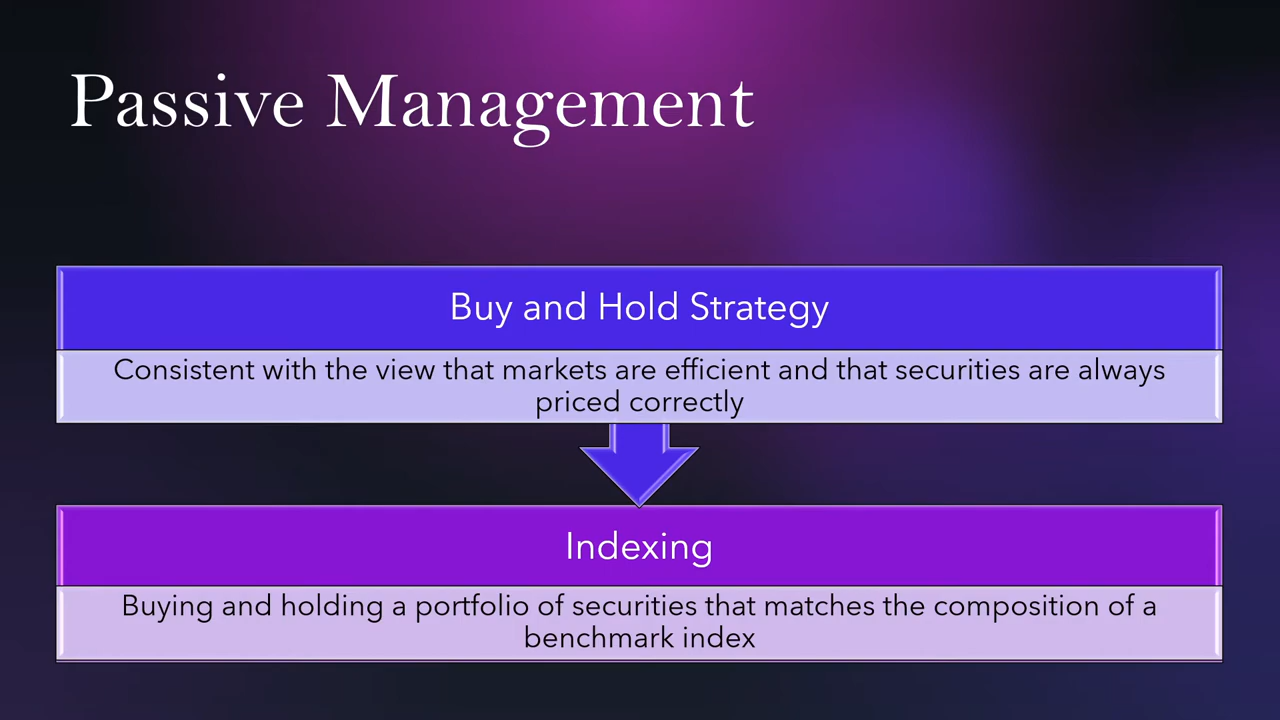 Passive Management
Buy and Hold Strategy
Consistent with the view that markets are efficient and that securities are always
priced correctly
Indexing
Buying and holding a portfolio of securities that matches the composition of a
benchmark index